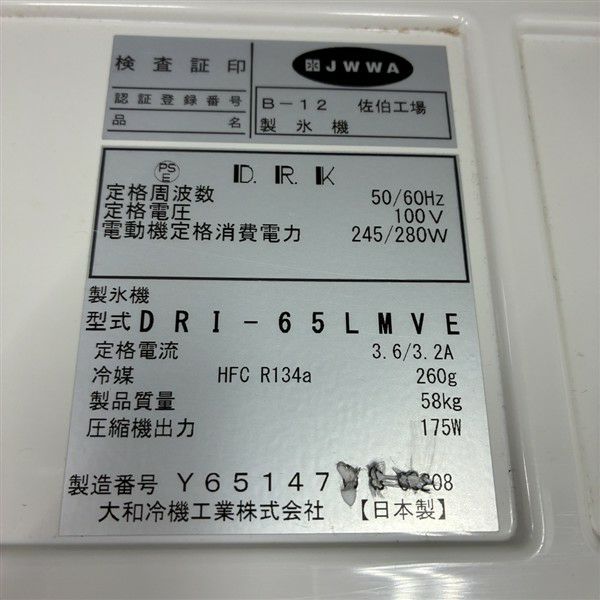 検査証印 JWWA
認証登録番号 B-12 佐伯工場
品名 製氷機
PS E D.R.K
定格周波数 50/60Hz
定格電圧 100V
電動機定格消費電力 245/280W
製氷機
型式DRI-65LMVE
定格電流 3.6/3.2A
冷媒 HFC R134a 260g
製品質量 58kg
圧縮機出力 175W
製造番号 Y65147 208
大和冷機工業株式会社 【日本製】